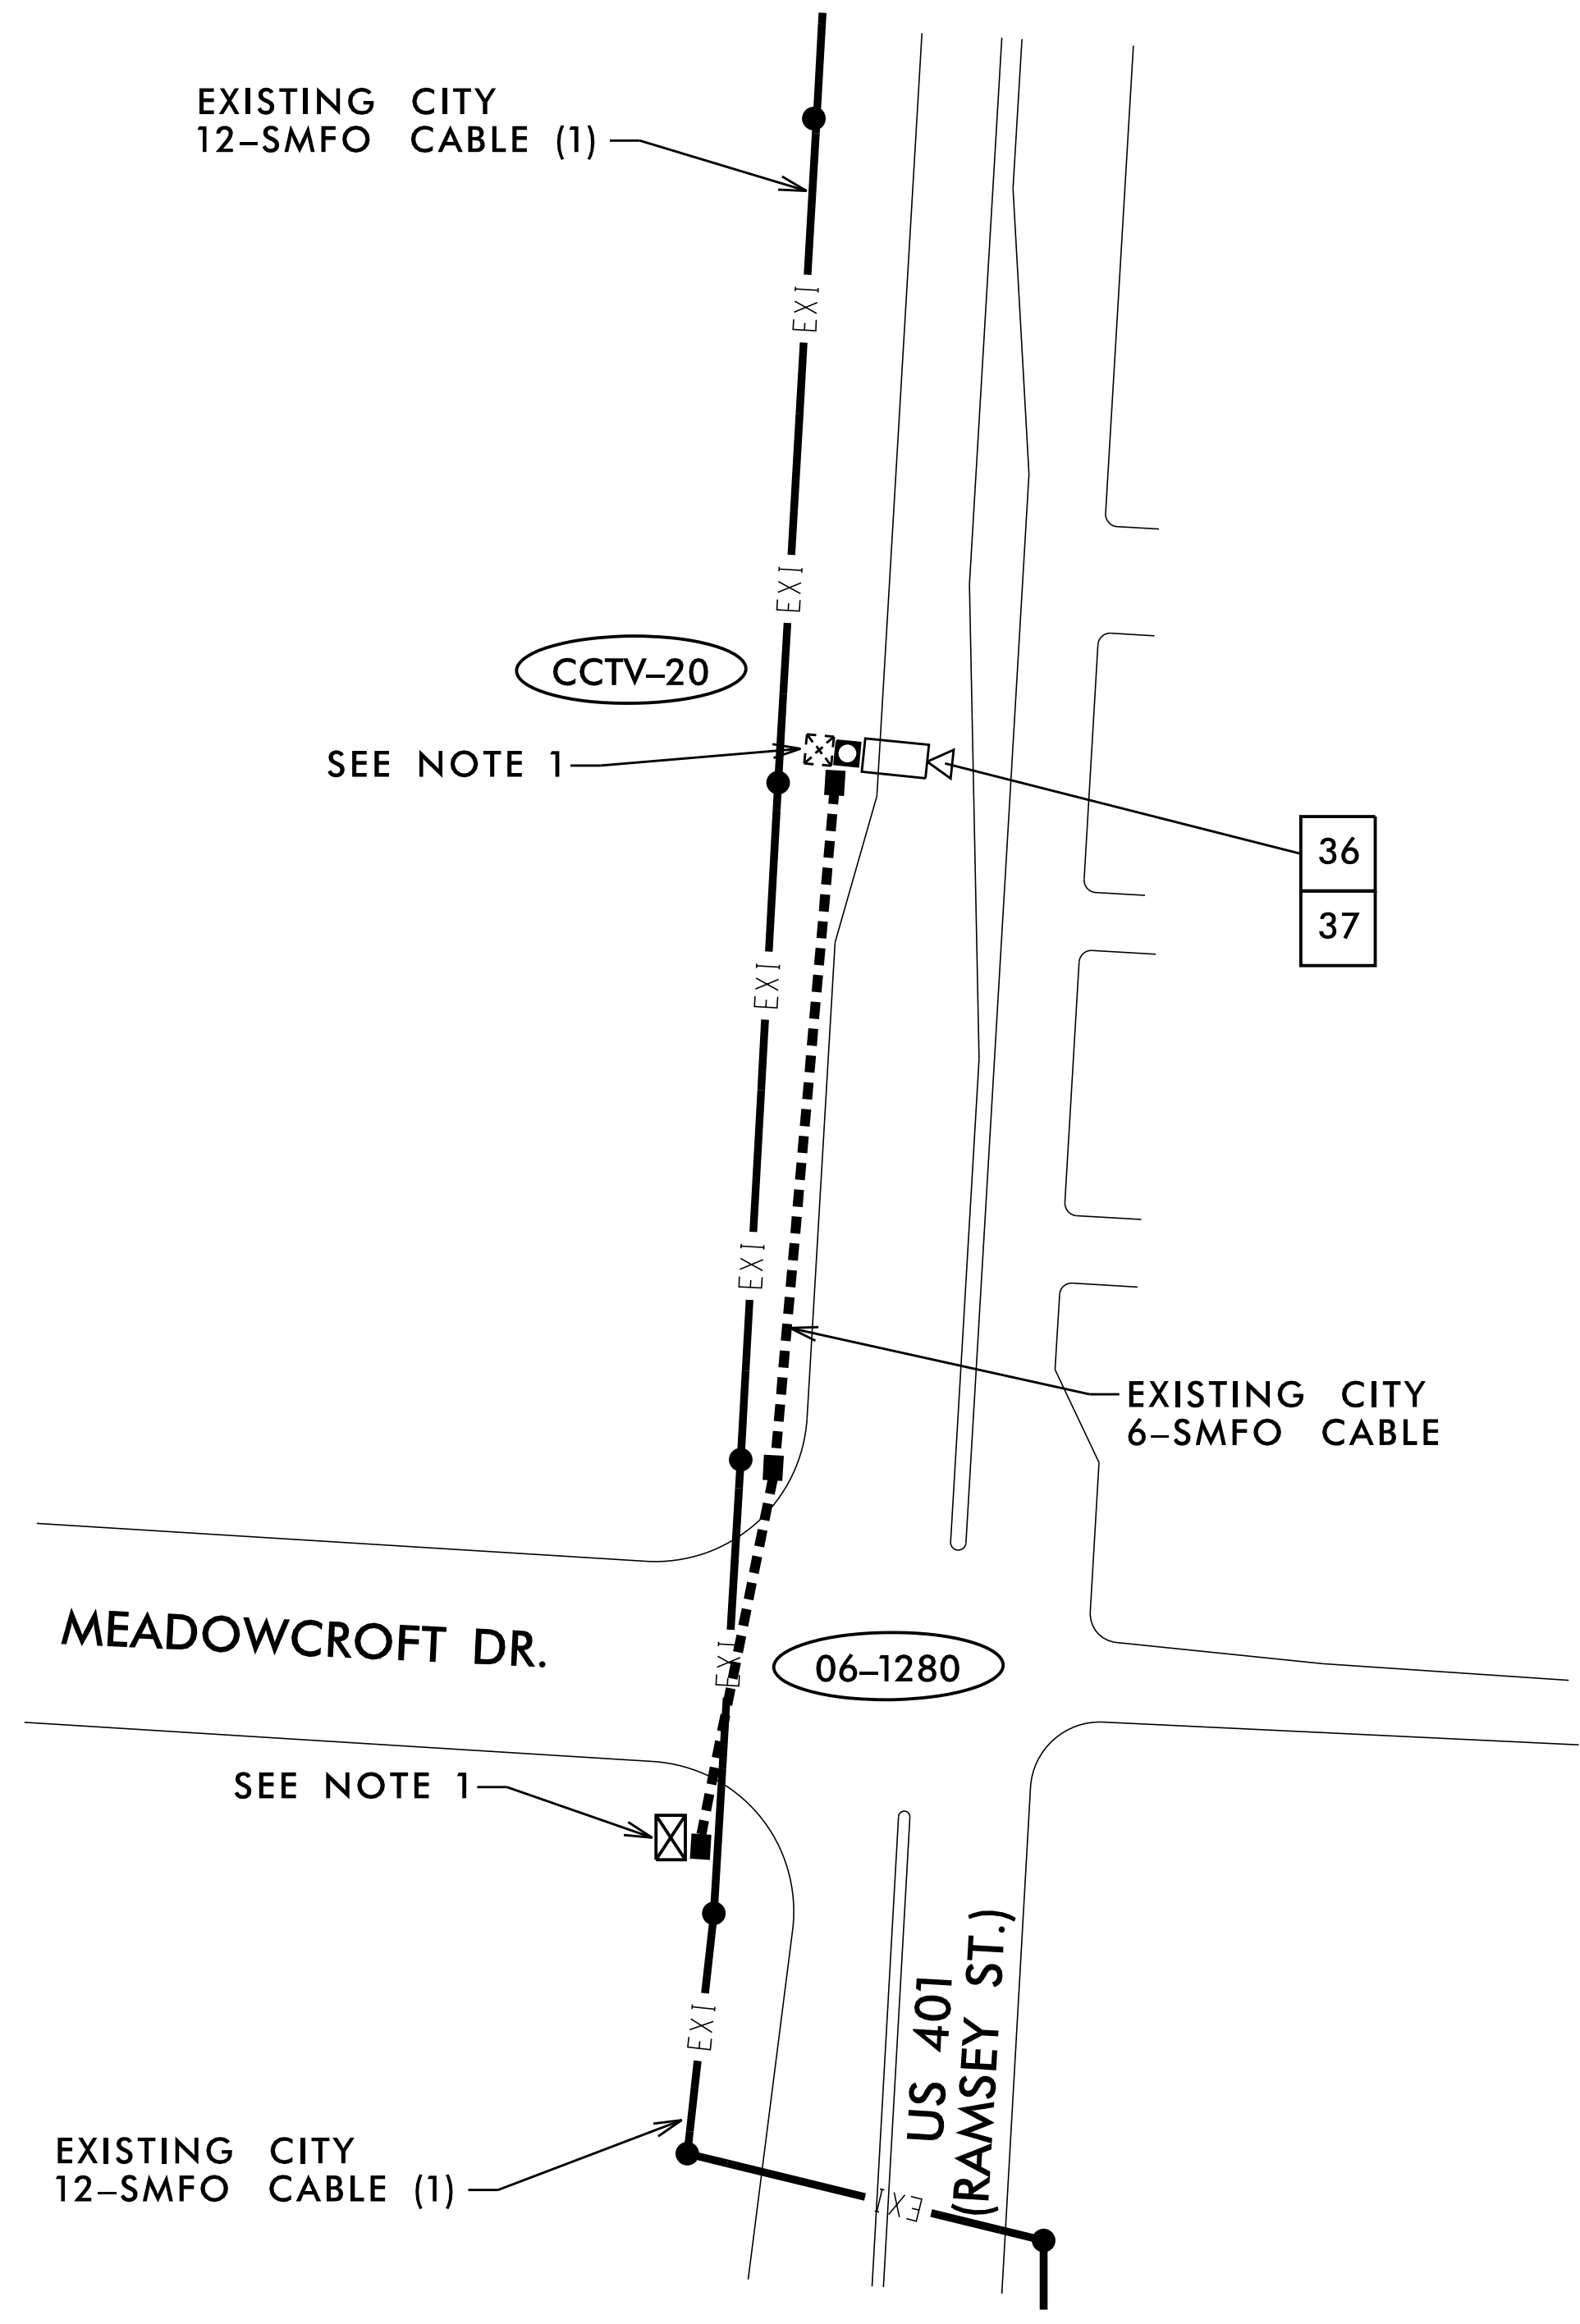 EXISTING CITY
12–SMFO CABLE (1)
EXI
EXI
CCTV–20
SEE NOTE 1
36
37
EXI
EXI
EXISTING CITY
6–SMFO CABLE
MEADOWCROFT DR.
EXI
06–1280
SEE NOTE 1
US 401
(RAMSEY ST.)
EXI
EXISTING CITY
12–SMFO CABLE (1)
EXI